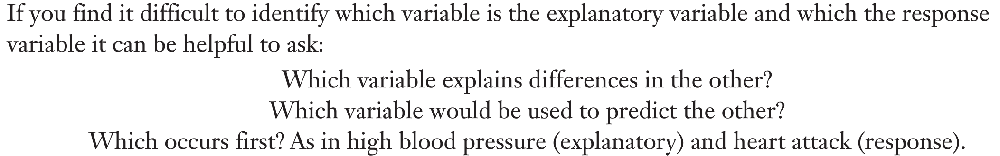 If you find it difficult to identify which variable is the explanatory variable and which the response
variable it can be helpful to ask:
Which variable explains differences in the other?
Which variable would be used to predict the other?
Which occurs first? As in high blood pressure (explanatory) and heart attack (response).